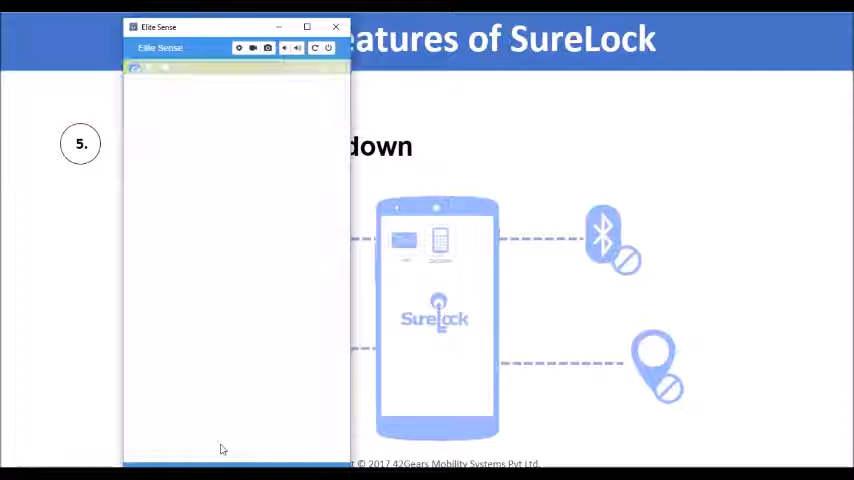 Elite Sense
Elite Sense
eatures of SureLock
5.
down
SureLock
t © 2017 42Gears Mobility Systems Pvt Ltd.